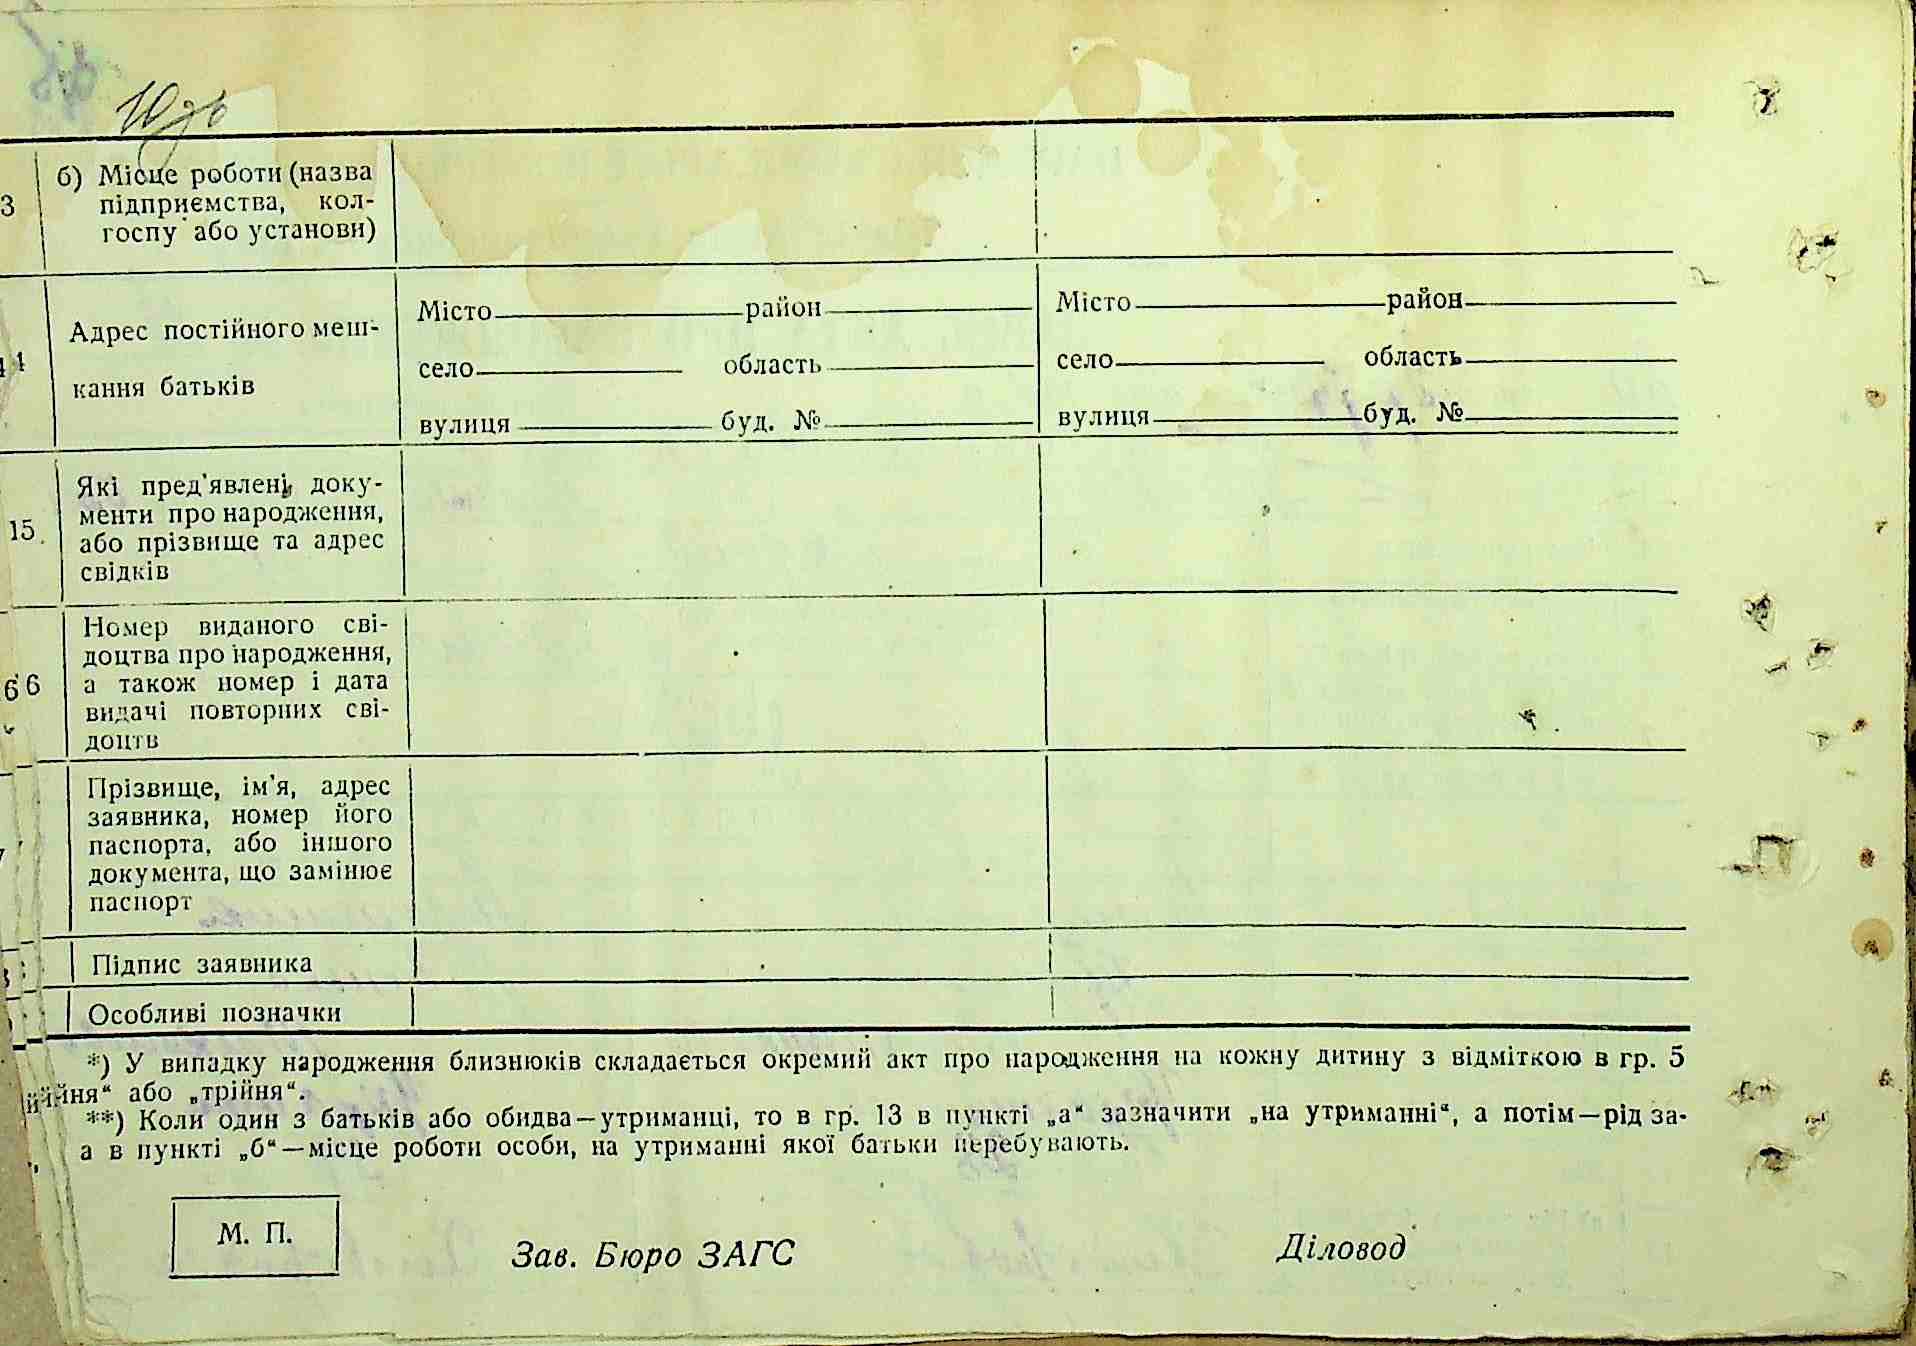 3
б) Місце роботи (назва
підприємства, кол-
госпу або установи)
Адрес постійного меш-
кання батьків
Місто район
село область
вулиця буд. №
Місто район
село область
вулиця буд. №
15
Які пред'явлені доку-
менти про народження,
або прізвище та адрес
свідків
6 6
Номер виданого сві-
доцтва про народження,
а також номер і дата
видачі повторних сві-
доцтв
Прізвище, ім'я, адрес
заявника, номер його
паспорта, або іншого
документа, що замінює
паспорт
Підпис заявника
Особливі позначки
*) У випадку народження близнюків складається окремий акт про народження на кожну дитину з відміткою в гр. 5
або „трійня“.
**) Коли один з батьків або обидва—утриманці, то в гр. 13 в пункті „а“ зазначити „на утриманні“, а потім—рід за-
а в пункті „б“—місце роботи особи, на утриманні якої батьки перебувають.
М. П.
Зав. Бюро ЗАГС
Діловод